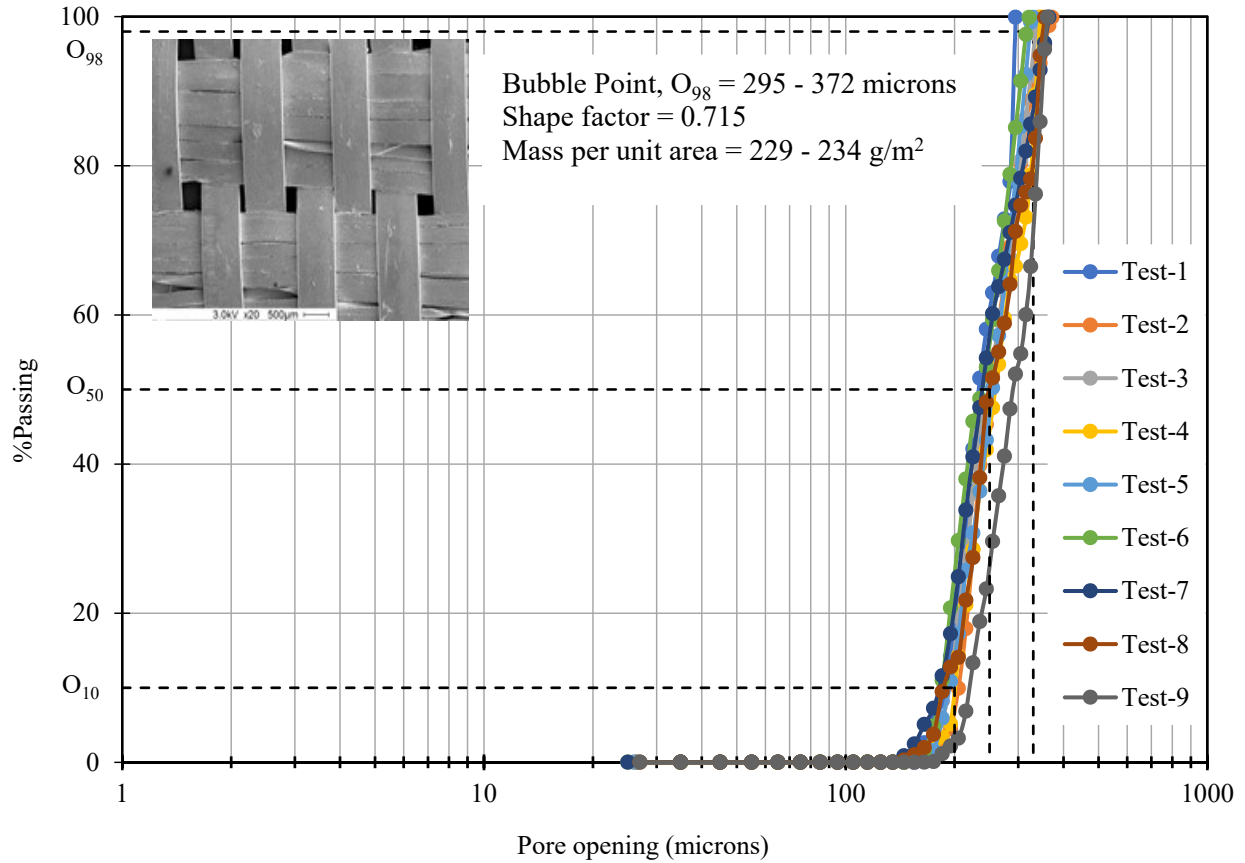 100
O98
80
60
O50
40
20
O10
0
%Passing
Bubble Point, O98 = 295 - 372 microns
Shape factor = 0.715
Mass per unit area = 229 - 234 g/m2
3.0kV x20 500µm
Test-1
Test-2
Test-3
Test-4
Test-5
Test-6
Test-7
Test-8
Test-9
1
10
100
1000
Pore opening (microns)